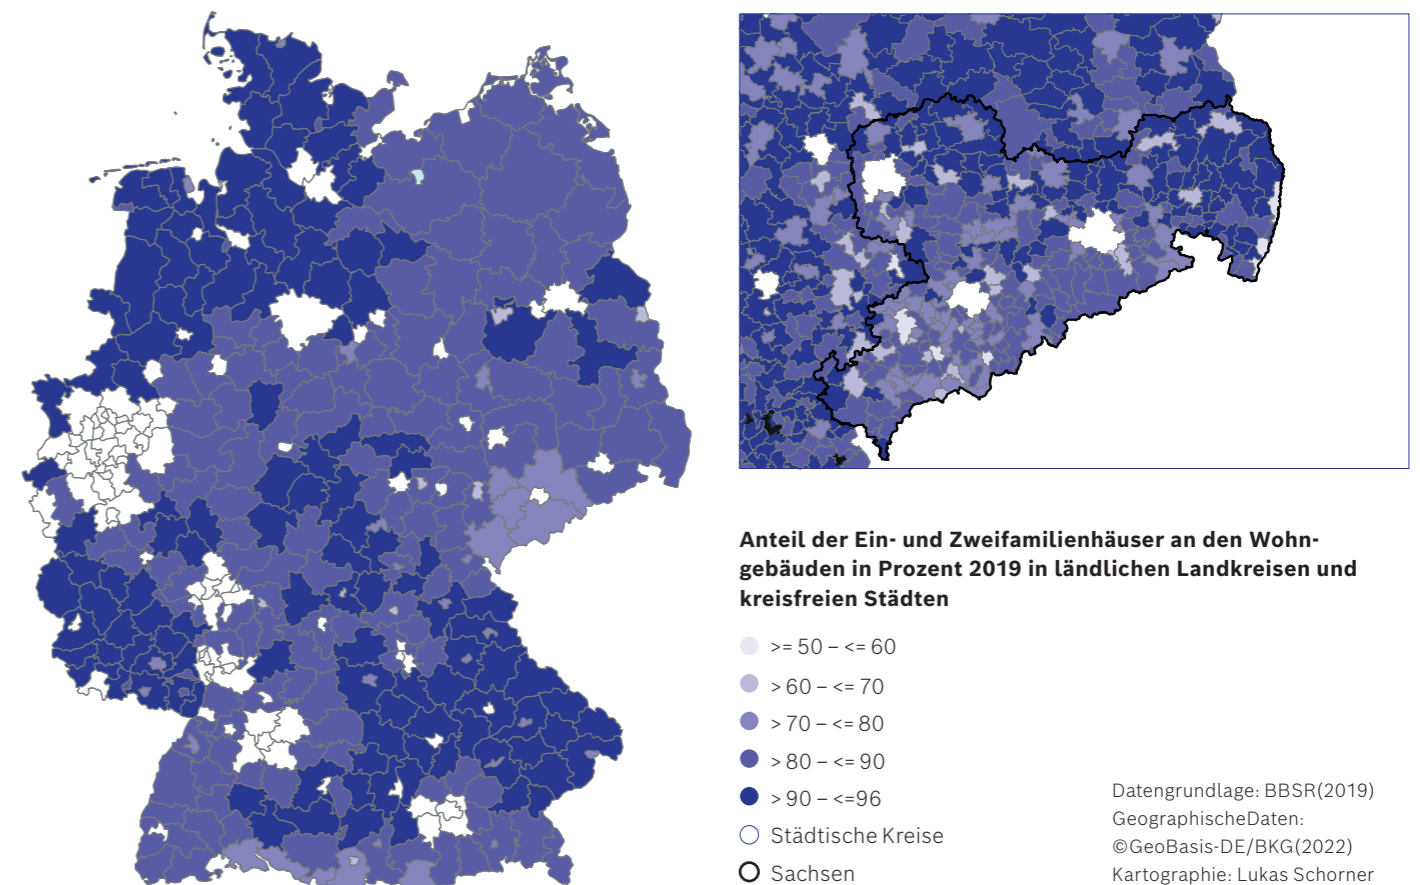 Anteil der Ein- und Zweifamilienhäuser an den Wohn-
gebäuden in Prozent 2019 in ländlichen Landkreisen und
kreisfreien Städten
>= 50 – <= 60
> 60 – <= 70
> 70 – <= 80
> 80 – <= 90
> 90 – <=96
Städtische Kreise
Sachsen
Datengrundlage: BBSR(2019)
GeographischeDaten:
©GeoBasis-DE/BKG(2022)
Kartographie: Lukas Schorner